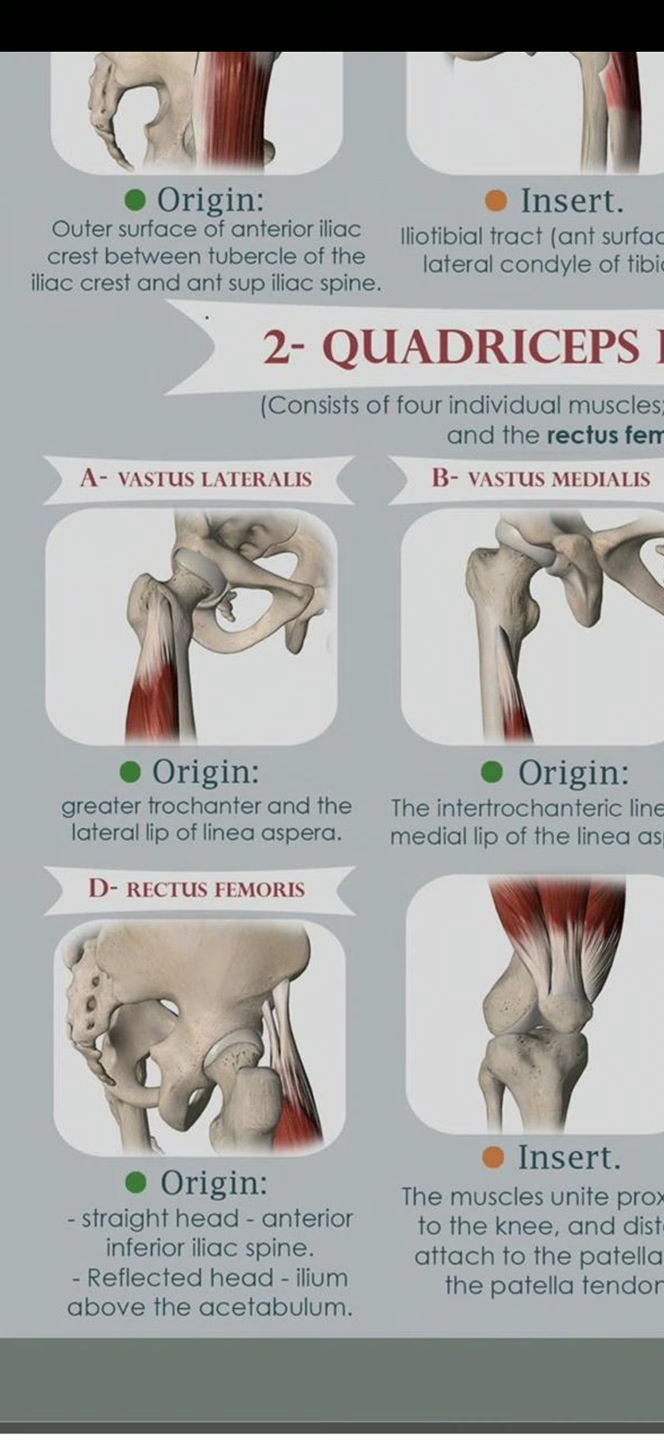 Origin:
Outer surface of anterior iliac
crest between tubercle of the
iliac crest and ant sup iliac spine.
Insert.
Iliotibial tract (ant
lateral condyle of
2- QUADRICEPS
(Consists of four individual muscles;
and the rectus
A- VASTUS LATERALIS
Origin:
greater trochanter and the
lateral lip of linea aspera.
B- VASTUS MEDIALIS
Origin:
The intertrochanteric line
medial lip of the linea
D- RECTUS FEMORIS
Origin:
- straight head - anterior
inferior iliac spine.
- Reflected head - ilium
above the acetabulum.
Insert.
The muscles unite
to the knee, and
attach to the patella
the patella